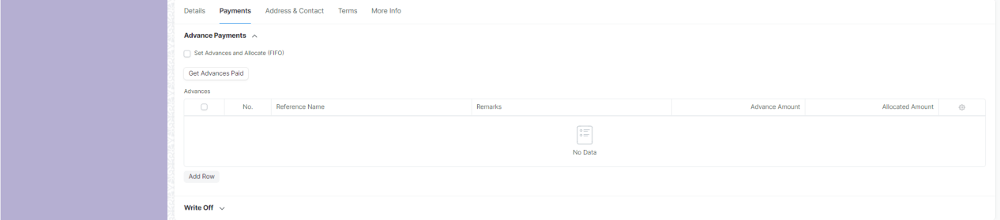 Details Payments Address & Contact Terms More Info
Advance Payments
Set Advances and Allocate (FIFO)
Get Advances Paid
Advances
No. Reference Name Remarks Advance Amount Allocated Amount
No Data
Add Row
Write Off